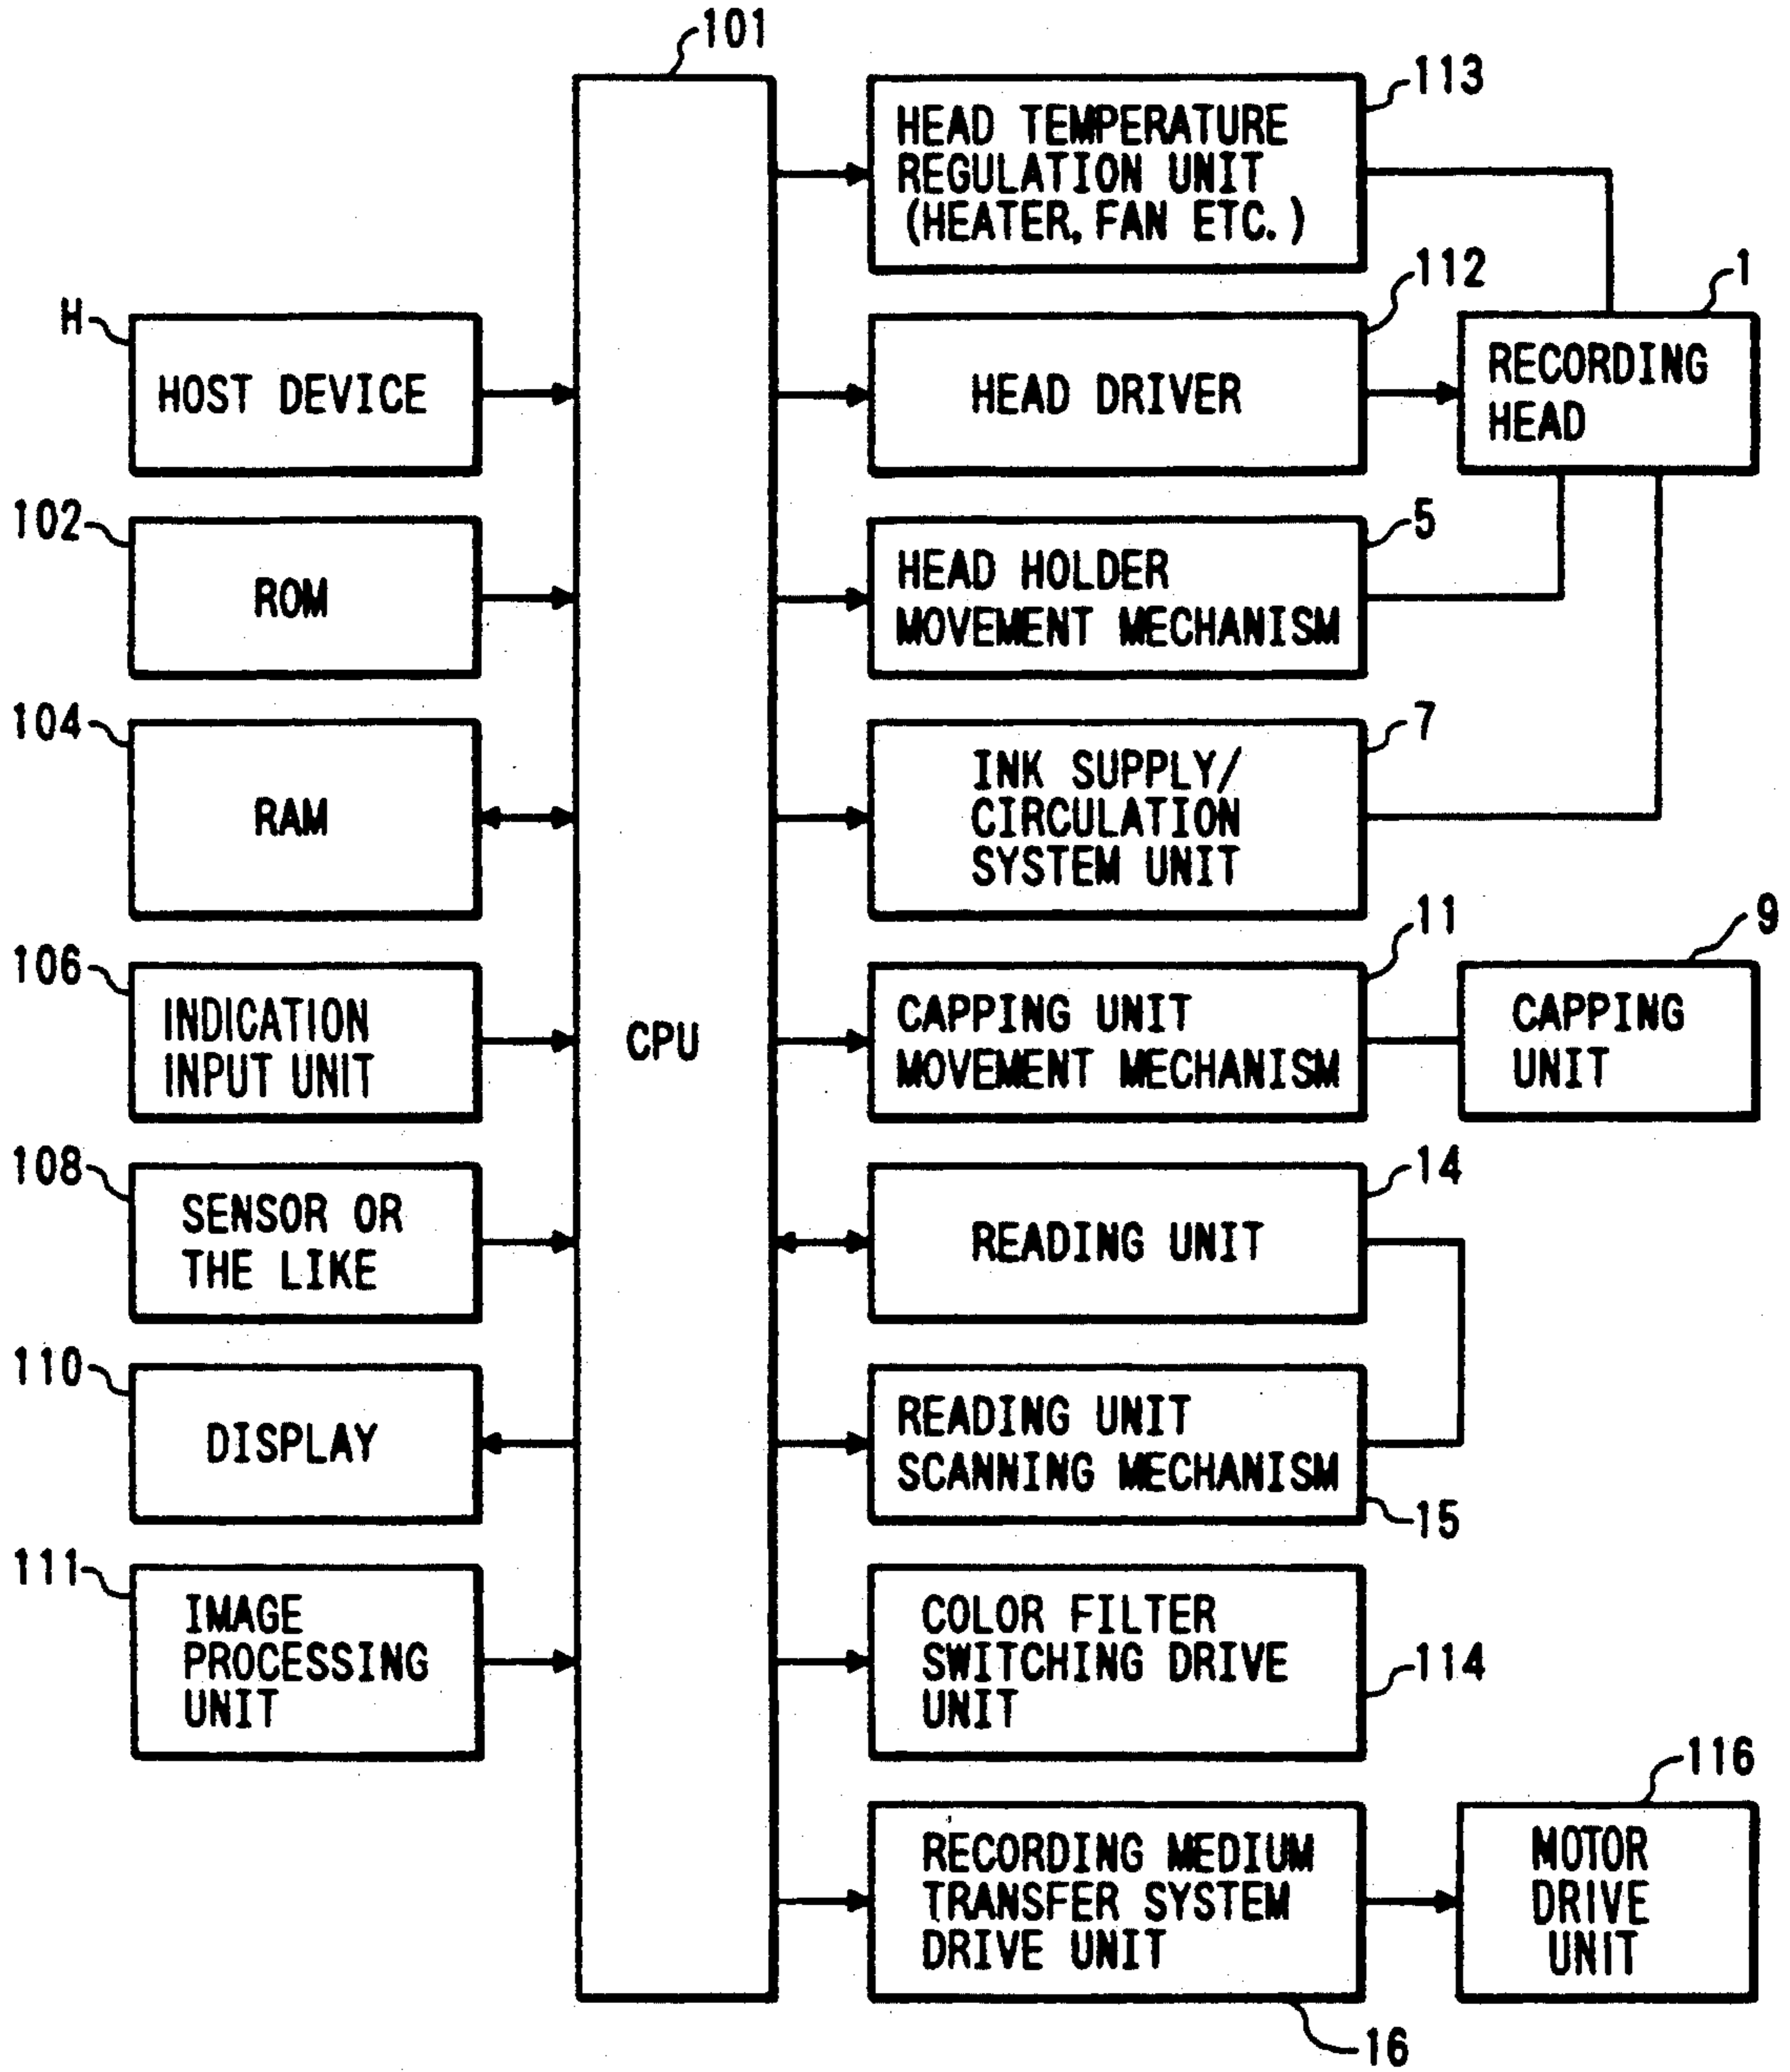 101
113
HEAD TEMPERATURE
REGULATION UNIT
(HEATER, FAN ETC.)
112
1
H
HOST DEVICE
HEAD DRIVER
RECORDING
HEAD
102
ROM
5
HEAD HOLDER
MOVEMENT MECHANISM
104
RAM
7
INK SUPPLY/
CIRCULATION
SYSTEM UNIT
106
INDICATION
INPUT UNIT
CPU
11
CAPPING UNIT
MOVEMENT MECHANISM
9
CAPPING
UNIT
108
SENSOR OR
THE LIKE
14
READING UNIT
110
DISPLAY
READING UNIT
SCANNING MECHANISM
15
111
IMAGE
PROCESSING
UNIT
COLOR FILTER
SWITCHING DRIVE
UNIT
114
116
RECORDING MEDIUM
TRANSFER SYSTEM
DRIVE UNIT
MOTOR
DRIVE
UNIT
16